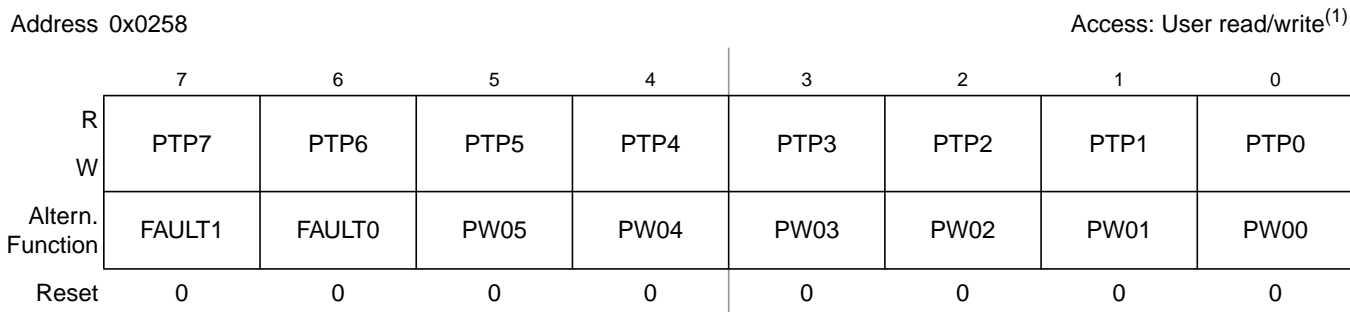 Address 0x0258 Access: User read/write(1)
7 6 5 4 3 2 1 0
R
W
PTP7 PTP6 PTP5 PTP4 PTP3 PTP2 PTP1 PTP0
Altern.
Function
FAULT1 FAULT0 PW05 PW04 PW03 PW02 PW01 PW00
Reset 0 0 0 0 0 0 0 0